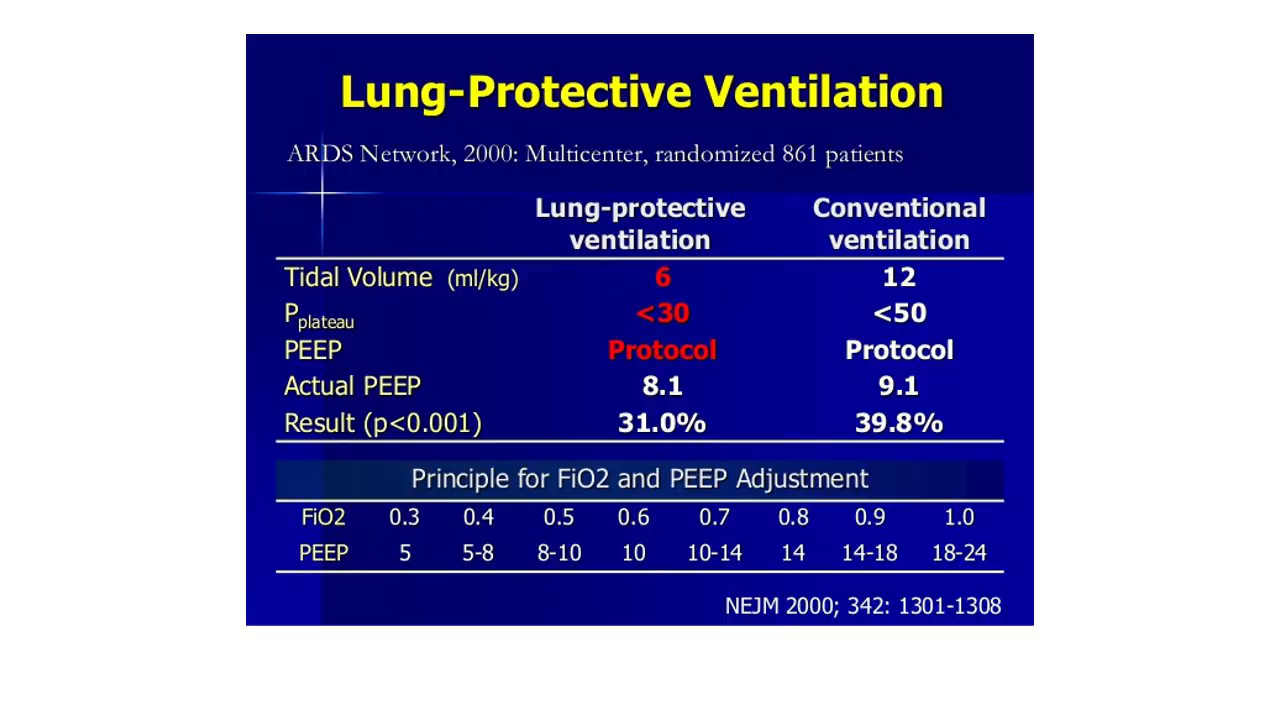 Lung-Protective Ventilation
ARDS Network, 2000: Multicenter, randomized 861 patients
Lung-protective ventilation Conventional ventilation
Tidal Volume (ml/kg) 6 12
Pplateau <30 <50
PEEP Protocol Protocol
Actual PEEP 8.1 9.1
Result (p<0.001) 31.0% 39.8%
Principle for FiO2 and PEEP Adjustment
FiO2 0.3 0.4 0.5 0.6 0.7 0.8 0.9 1.0
PEEP 5 5-8 8-10 10 10-14 14 14-18 18-24
NEJM 2000; 342: 1301-1308